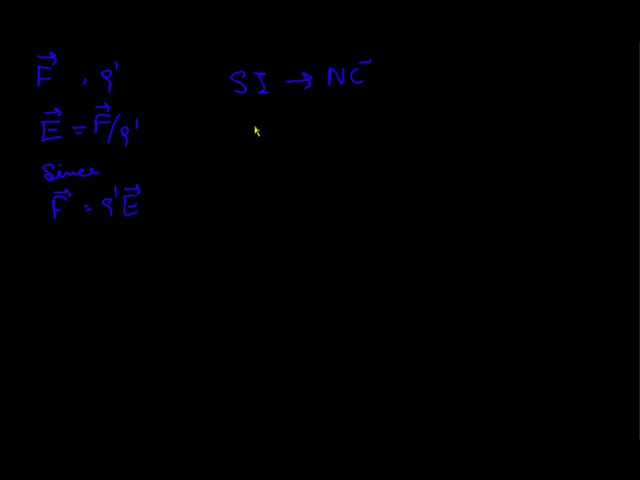 F⃗ , q'
SI → NC⁻
E⃗ = F⃗/q'
Since
F⃗ = q'E⃗